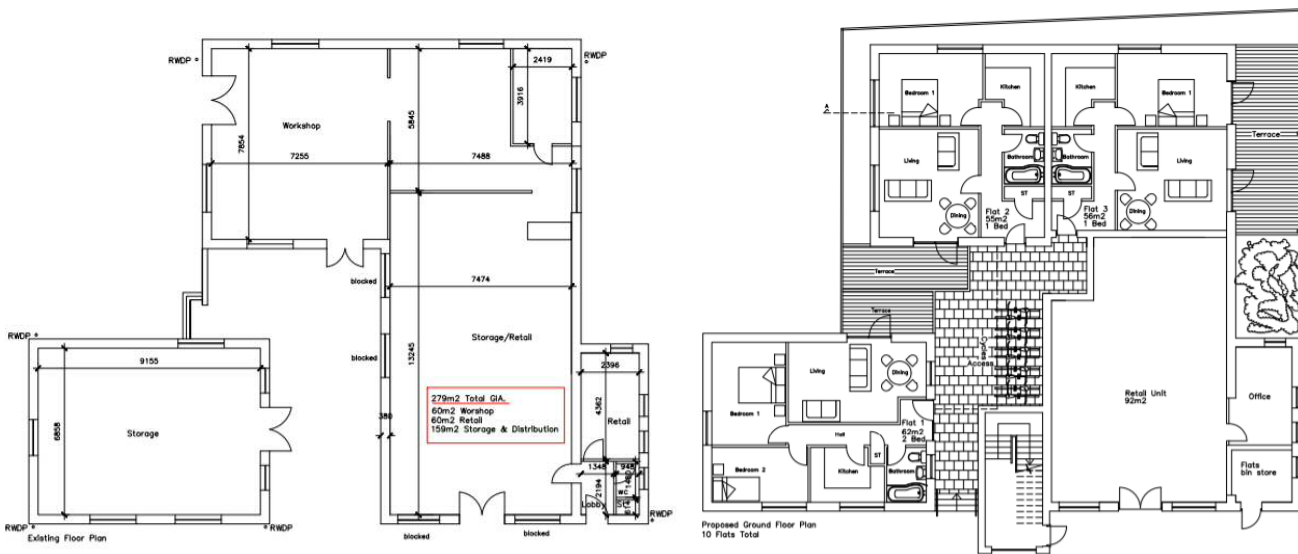 RWDP
RWDP
2419
3916
5845
Workshop
7854
7255
7488
blocked
7474
Storage/Retail
RWDP
9155
blocked
13245
2396
279m2 Total GIA.
60m2 Worshop
60m2 Retail
159m2 Storage & Distribution
4362
380
6858
Storage
Retail
1348
948
2194
1460
WC
Lobby
ST
614
RWDP
RWDP
RWDP
blocked
blocked
Existing Floor Plan
Bedroom 1
Kitchen
Kitchen
Bedroom 1
A
Terrace
Living
Bathroom
Bathroom
Living
ST
ST
Dining
Dining
Flat 2
55m2
1 Bed
Flat 3
56m2
1 Bed
Terrace
Terrace
Cycles
Access
Living
Dining
Bedroom 1
Retail Unit
92m2
Office
Flat 1
62m2
2 Bed
Hall
ST
Bedroom 2
Kitchen
Bathroom
Flats
bin store
Proposed Ground Floor Plan
10 Flats Total